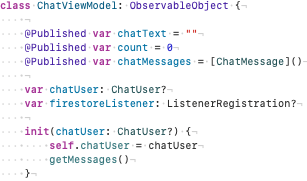 class ChatViewModel: ObservableObject {
@Published var chatText = ""
@Published var count = 0
@Published var chatMessages = [ChatMessage]()
var chatUser: ChatUser?
var firestoreListener: ListenerRegistration?
init(chatUser: ChatUser?) {
self.chatUser = chatUser
getMessages()
}